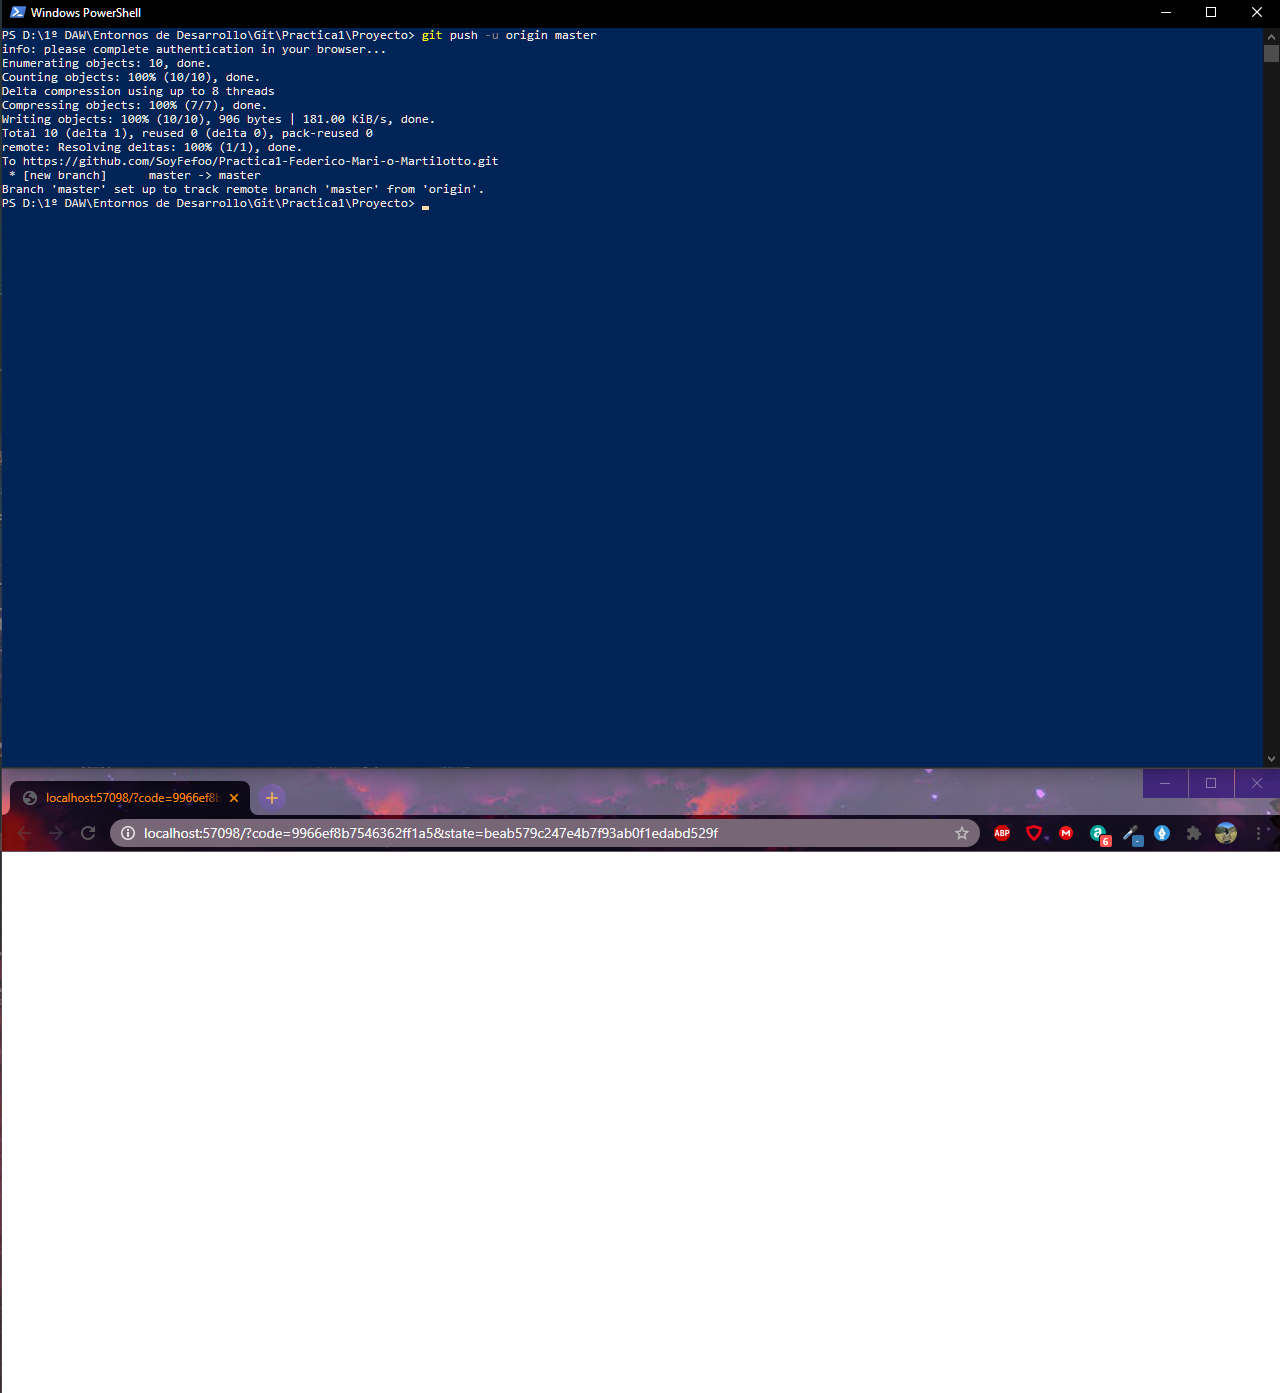 Windows PowerShell
PS D:\1º DAW\Entornos de Desarrollo\Git\Practica1\Proyecto> git push -u origin master
info: please complete authentication in your browser...
Enumerating objects: 10, done.
Counting objects: 100% (10/10), done.
Delta compression using up to 8 threads
Compressing objects: 100% (7/7), done.
Writing objects: 100% (10/10), 906 bytes | 181.00 KiB/s, done.
Total 10 (delta 1), reused 0 (delta 0), pack-reused 0
remote: Resolving deltas: 100% (1/1), done.
To https://github.com/SoyFefoo/Practica1-Federico-Mari-o-Martilotto.git
 * [new branch]      master -> master
Branch 'master' set up to track remote branch 'master' from 'origin'.
PS D:\1º DAW\Entornos de Desarrollo\Git\Practica1\Proyecto>
localhost:57098/?code=9966ef8b
localhost:57098/?code=9966ef8b7546362ff1a5&state=beab579c247e4b7f93ab0f1edabd529f
ABP
M
6